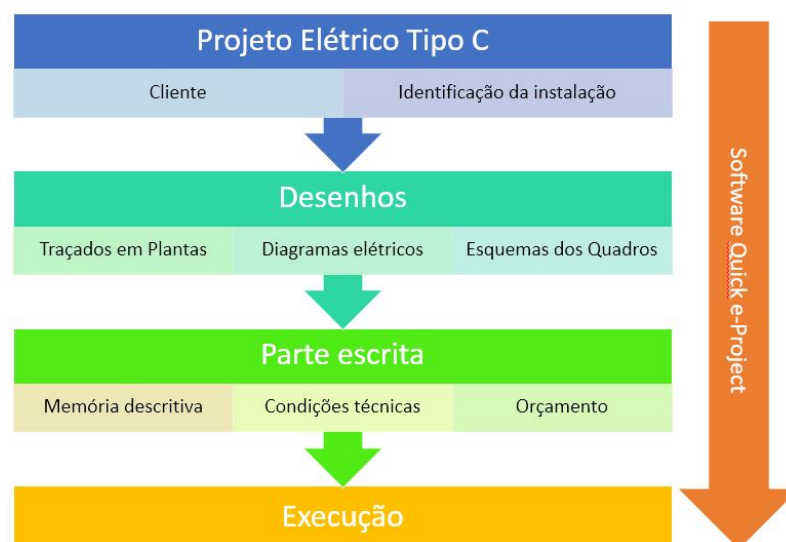 Projeto Elétrico Tipo C
Cliente
Identificação da instalação
Desenhos
Traçados em Plantas
Diagramas elétricos
Esquemas dos Quadros
Parte escrita
Memória descritiva
Condições técnicas
Orçamento
Execução
Software Quick e-Project